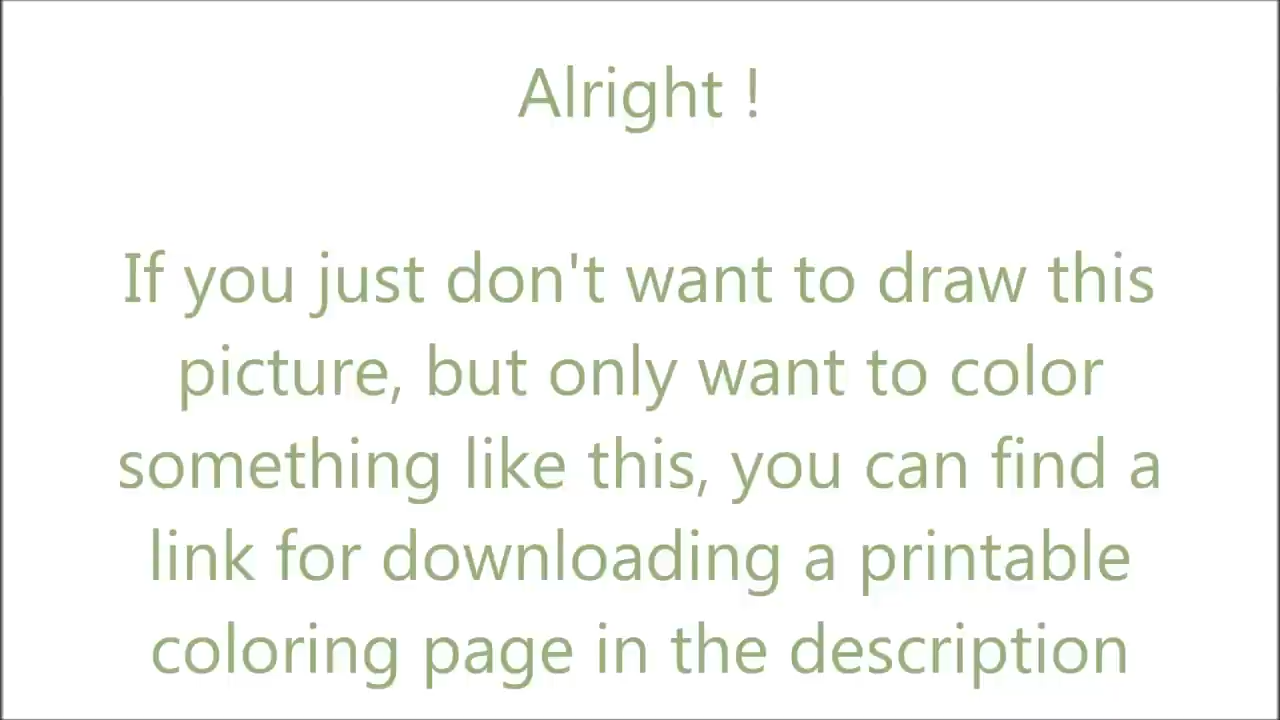 Alright !
If you just don't want to draw this
picture, but only want to color
something like this, you can find a
link for downloading a printable
coloring page in the description